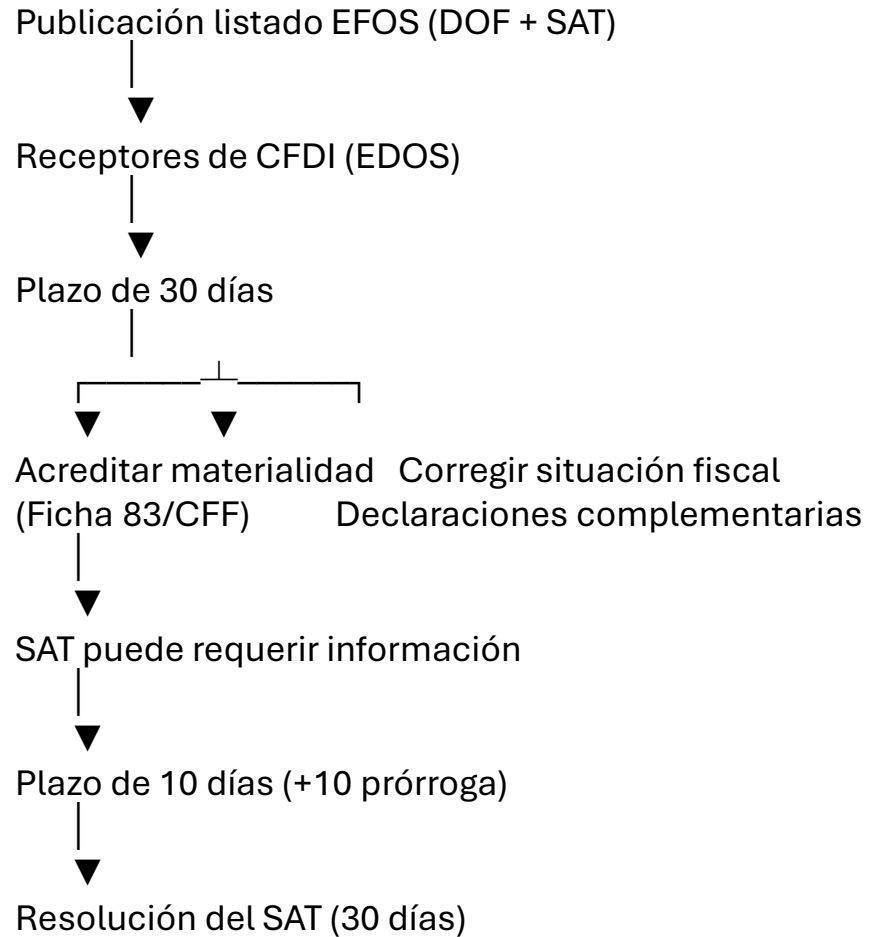 Publicación listado EFOS (DOF + SAT)
Receptores de CFDI (EDOS)
Plazo de 30 días
Acreditar materialidad Corregir situación fiscal
(Ficha 83/CFF) Declaraciones complementarias
SAT puede requerir información
Plazo de 10 días (+10 prórroga)
Resolución del SAT (30 días)